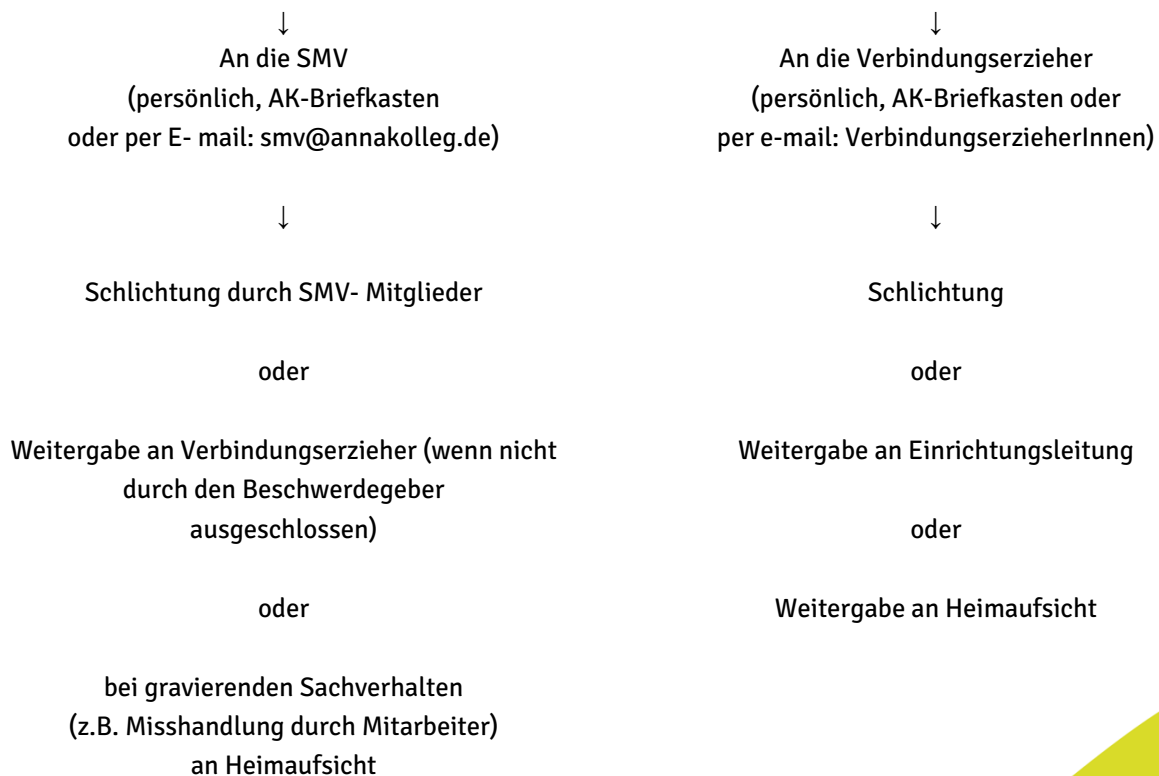 ↓
An die SMV
(persönlich, AK-Briefkasten
oder per E- mail: smv@annakolleg.de)
↓
Schlichtung durch SMV- Mitglieder
oder
Weitergabe an Verbindungserzieher (wenn nicht
durch den Beschwerdegeber
ausgeschlossen)
oder
bei gravierenden Sachverhalten
(z.B. Misshandlung durch Mitarbeiter)
an Heimaufsicht
↓
An die Verbindungserzieher
(persönlich, AK-Briefkasten oder
per e-mail: VerbindungserzieherInnen)
↓
Schlichtung
oder
Weitergabe an Einrichtungsleitung
oder
Weitergabe an Heimaufsicht